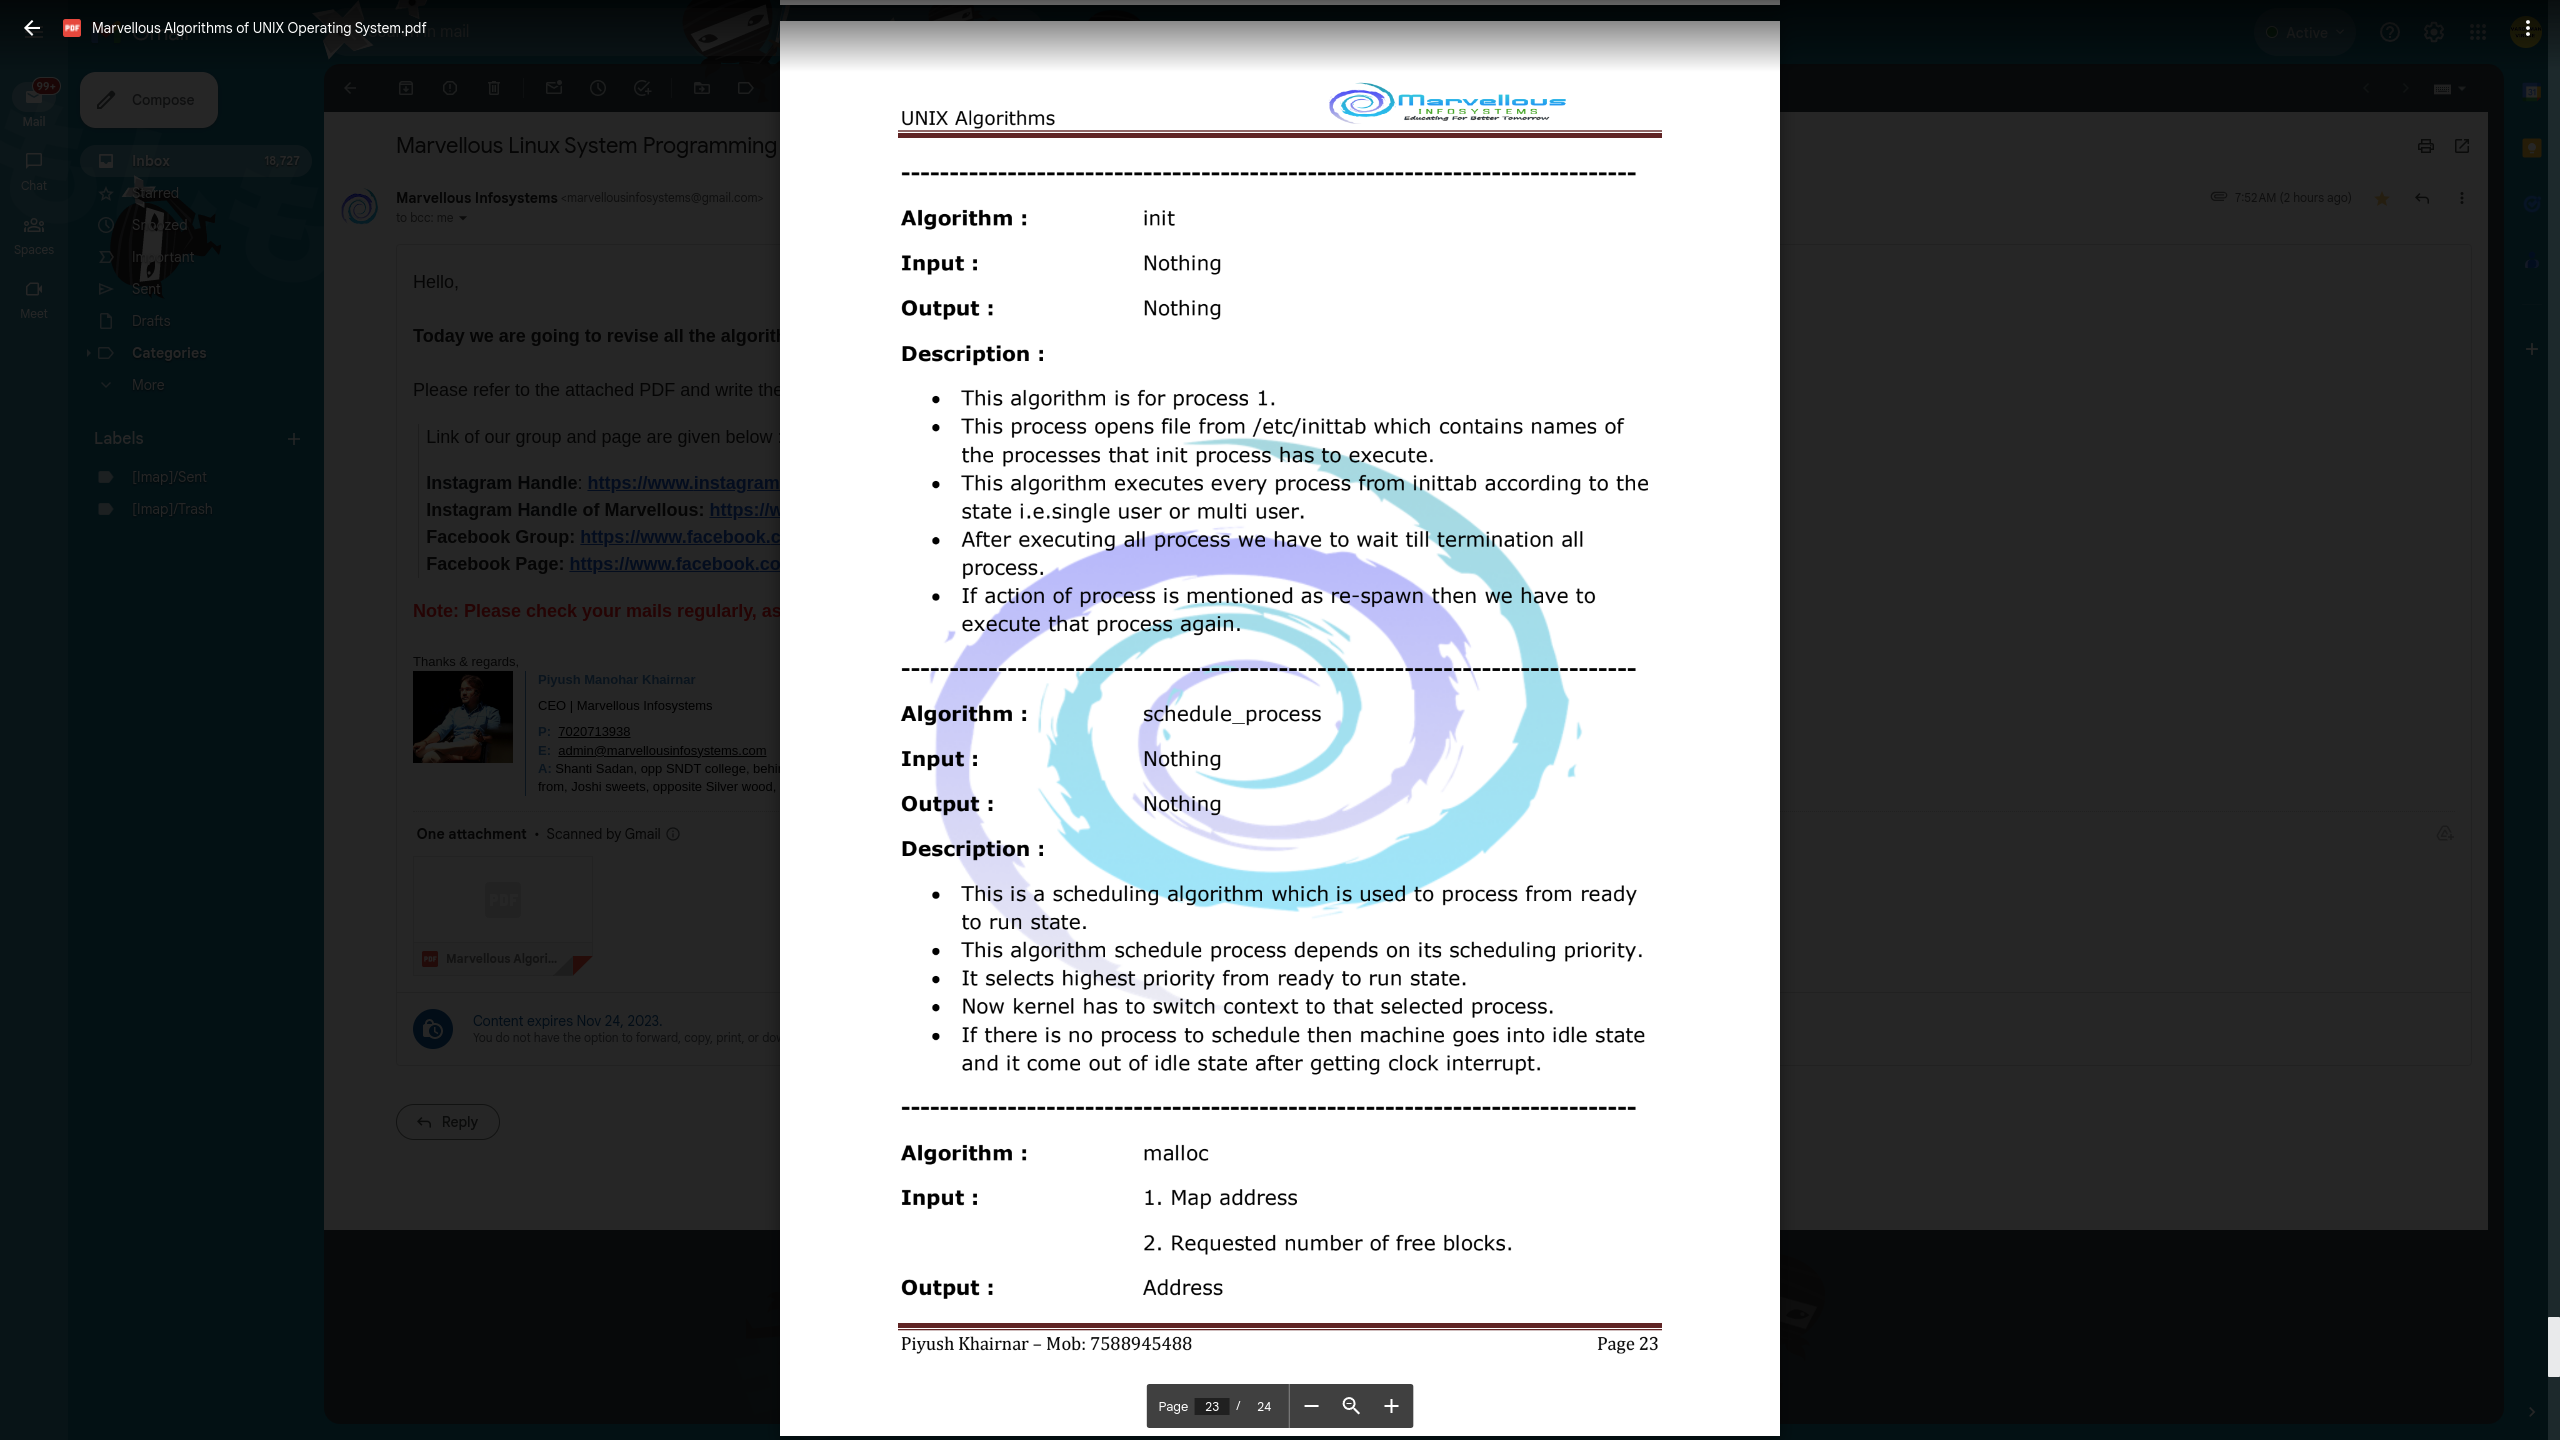 Marvellous Algorithms of UNIX Operating System.pdf
in mail
Active
99+
Mail
Chat
Spaces
Meet
Compose
Inbox 18,727
Starred
Snoozed
Important
Sent
Drafts
Categories
More
Labels
[Imap]/Sent
[Imap]/Trash
Marvellous Linux System Programming
Marvellous Infosystems <marvellousinfosystems@gmail.com>
to bcc: me
7:52AM (2 hours ago)
Hello,
Today we are going to revise all the algorith
Please refer to the attached PDF and write the
Link of our group and page are given below
Instagram Handle: https://www.instagram
Instagram Handle of Marvellous: https://w
Facebook Group: https://www.facebook.c
Facebook Page: https://www.facebook.co
Note: Please check your mails regularly, as
Thanks & regards,
Piyush Manohar Khairnar
CEO | Marvellous Infosystems
P: 7020713938
E: admin@marvellousinfosystems.com
A: Shanti Sadan, opp SNDT college, behi
from, Joshi sweets, opposite Silver wood,
One attachment • Scanned by Gmail
PDF
PDF Marvellous Algori...
Content expires Nov 24, 2023.
You do not have the option to forward, copy, print, or dow
Reply
UNIX Algorithms
Marvellous
INFOSYSTEMS
Educating For Better Tomorrow
--------------------------------------------------------------------------
Algorithm : init
Input : Nothing
Output : Nothing
Description :
• This algorithm is for process 1.
• This process opens file from /etc/inittab which contains names of
the processes that init process has to execute.
• This algorithm executes every process from inittab according to the
state i.e.single user or multi user.
• After executing all process we have to wait till termination all
process.
• If action of process is mentioned as re-spawn then we have to
execute that process again.
--------------------------------------------------------------------------
Algorithm : schedule_process
Input : Nothing
Output : Nothing
Description :
• This is a scheduling algorithm which is used to process from ready
to run state.
• This algorithm schedule process depends on its scheduling priority.
• It selects highest priority from ready to run state.
• Now kernel has to switch context to that selected process.
• If there is no process to schedule then machine goes into idle state
and it come out of idle state after getting clock interrupt.
--------------------------------------------------------------------------
Algorithm : malloc
Input : 1. Map address
2. Requested number of free blocks.
Output : Address
Piyush Khairnar – Mob: 7588945488 Page 23
Page 23 / 24